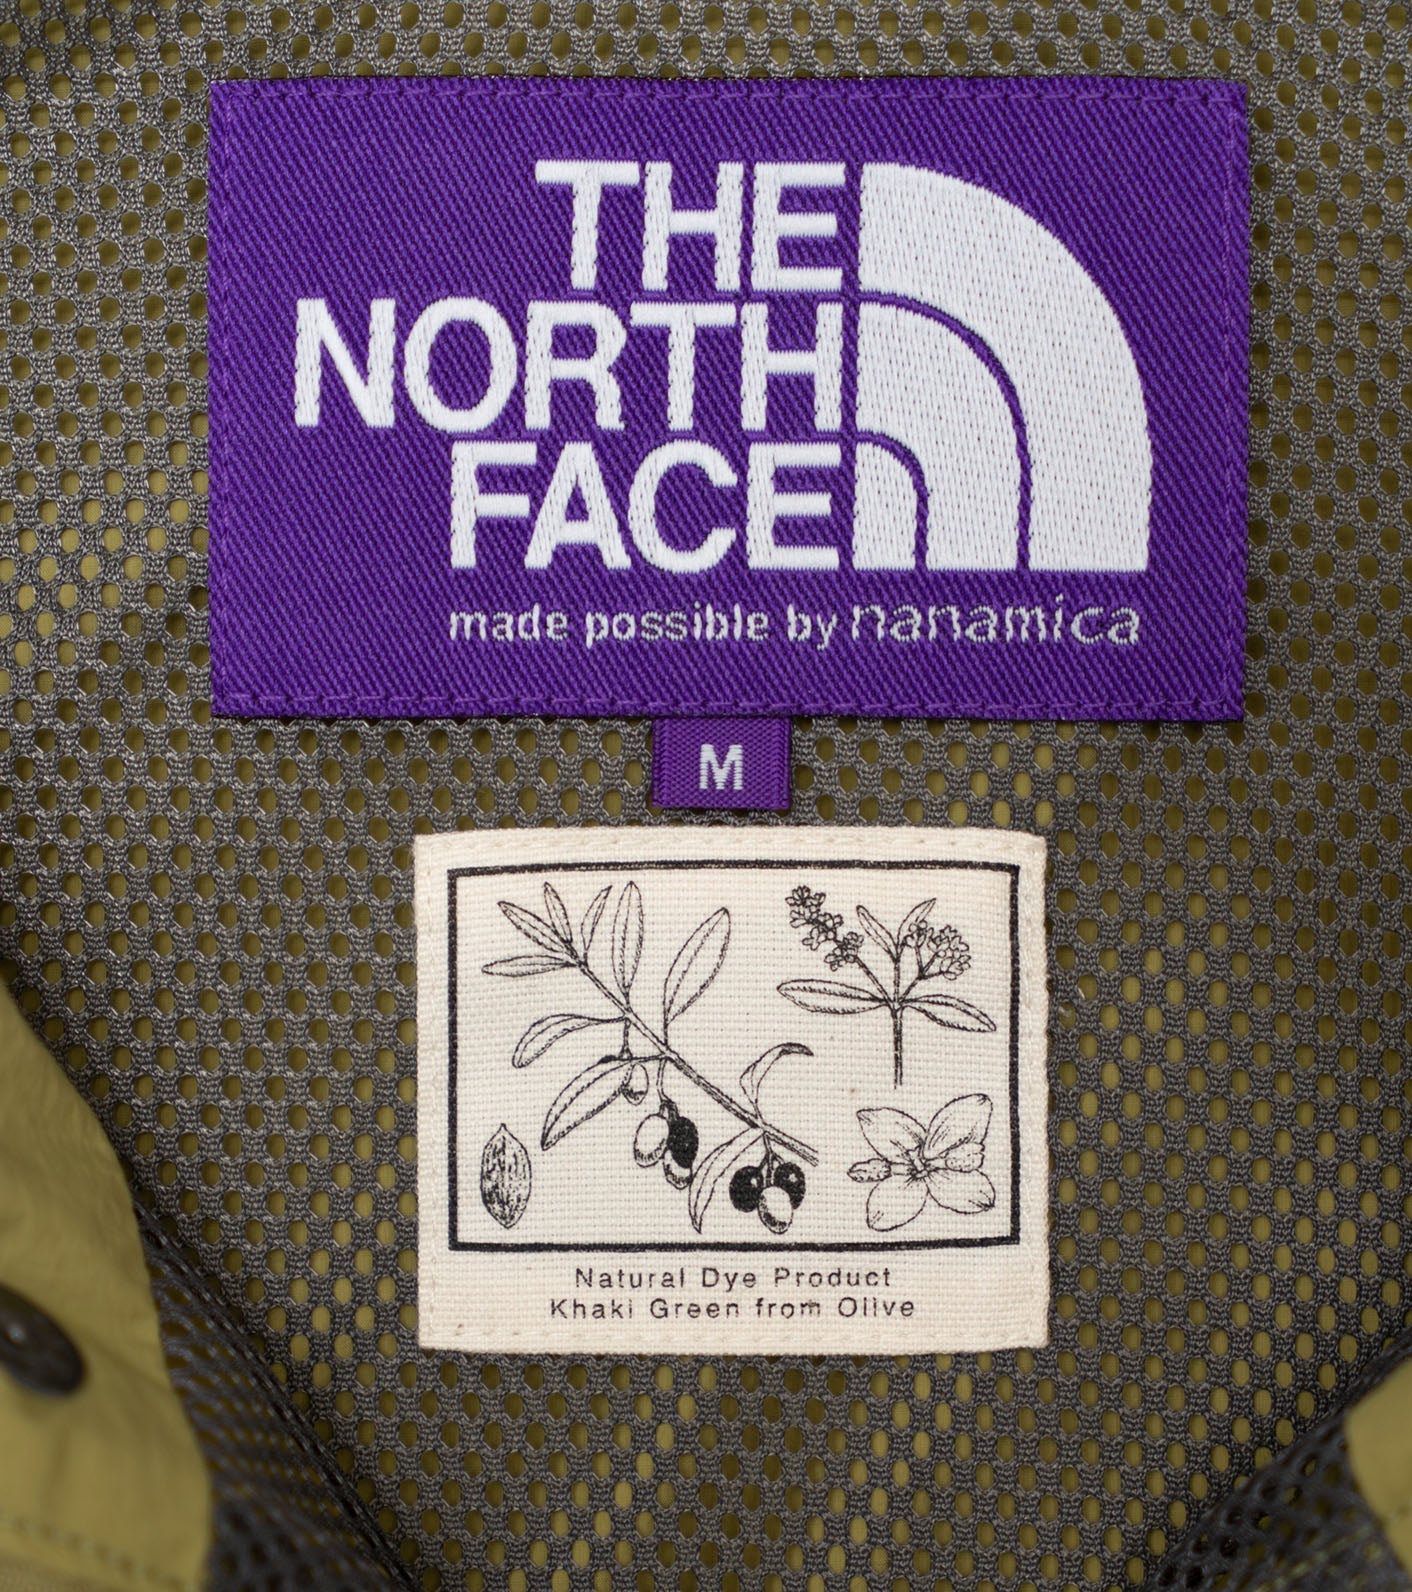 THE
NORTH
FACE
made possible by nanamica
M
Natural Dye Product
Khaki Green from Olive